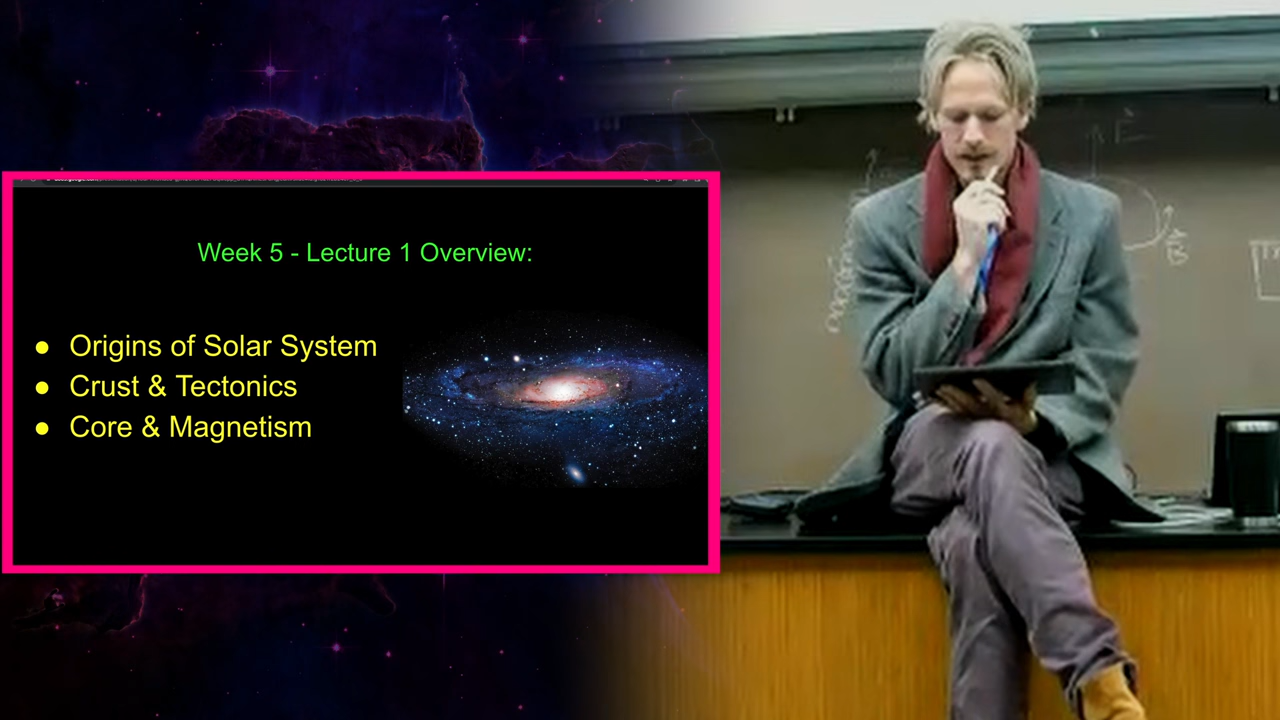 Week 5 - Lecture 1 Overview:
● Origins of Solar System
● Crust & Tectonics
● Core & Magnetism